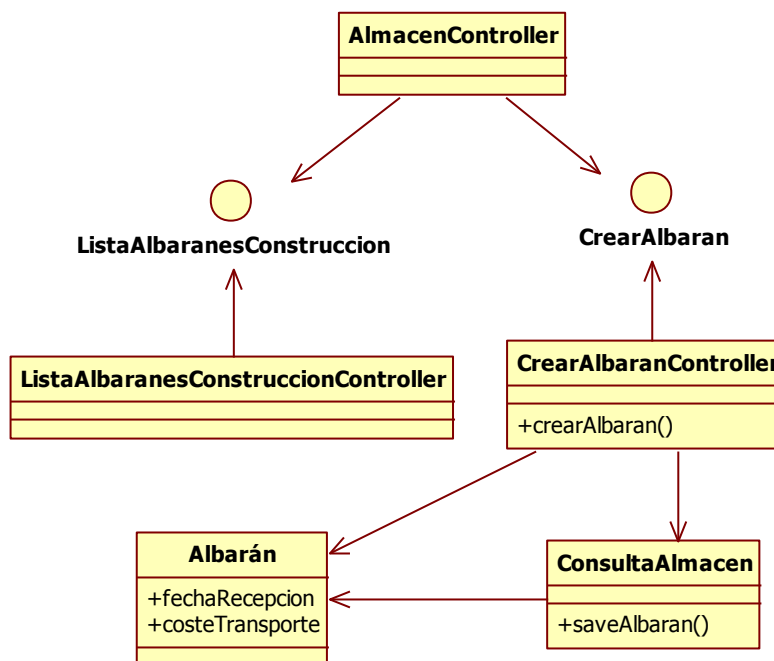 AlmacenController
ListaAlbaranesConstruccion
CrearAlbaran
ListaAlbaranesConstruccionController
CrearAlbaranController
+crearAlbaran()
Albarán
+fechaRecepcion
+costeTransporte
ConsultaAlmacen
+saveAlbaran()